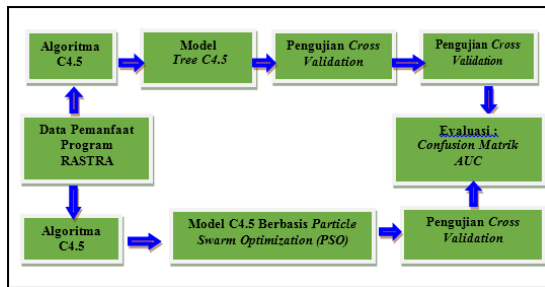 Algoritma
C4.5
Model
Tree C4.5
Pengujian Cross
Validation
Pengujian Cross
Validation
Data Pemanfaat
Program
RASTRA
Evaluasi :
Confusion Matrik
AUC
Algoritma
C4.5
Model C4.5 Berbasis Particle
Swarm Optimization (PSO)
Pengujian Cross
Validation